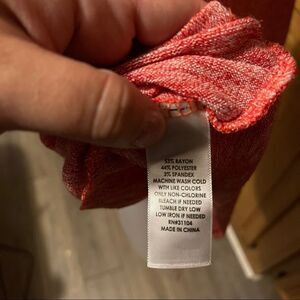 53% RAYON
44% POLYESTER
3% SPANDEX
MACHINE WASH COLD
WITH LIKE COLORS
ONLY NON-CHLORINE
BLEACH IF NEEDED
TUMBLE DRY LOW
LOW IRON IF NEEDED
RN#31104
MADE IN CHINA